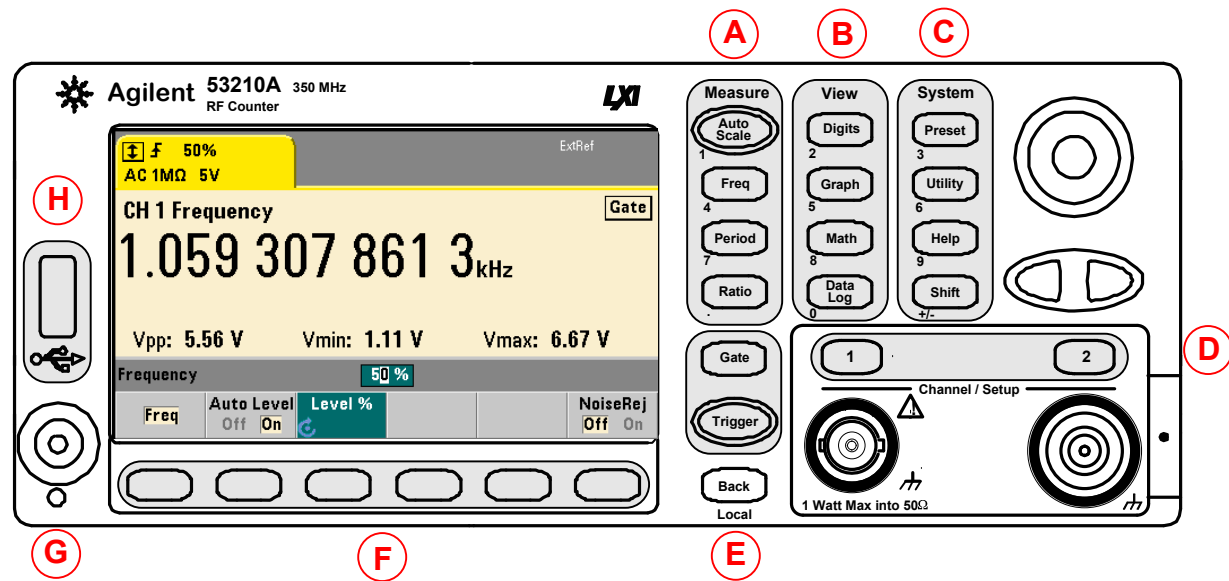 A
B
C
Agilent 53210A 350 MHz
RF Counter
LXI
Measure
View
System
Auto Scale
1
Digits
2
Preset
3
Freq
4
Graph
5
Utility
6
Period
7
Math
8
Help
9
Ratio
.
Data Log
0
Shift
+/-
50%
ExtRef
AC 1MΩ 5V
CH 1 Frequency
Gate
1.059 307 861 3 kHz
Vpp: 5.56 V Vmin: 1.11 V Vmax: 6.67 V
Frequency
50 %
Freq
Auto Level
Off On
Level %
NoiseRej
Off On
H
Gate
Trigger
Back
Local
1
2
D
Channel / Setup
1 Watt Max into 50Ω
G
F
E